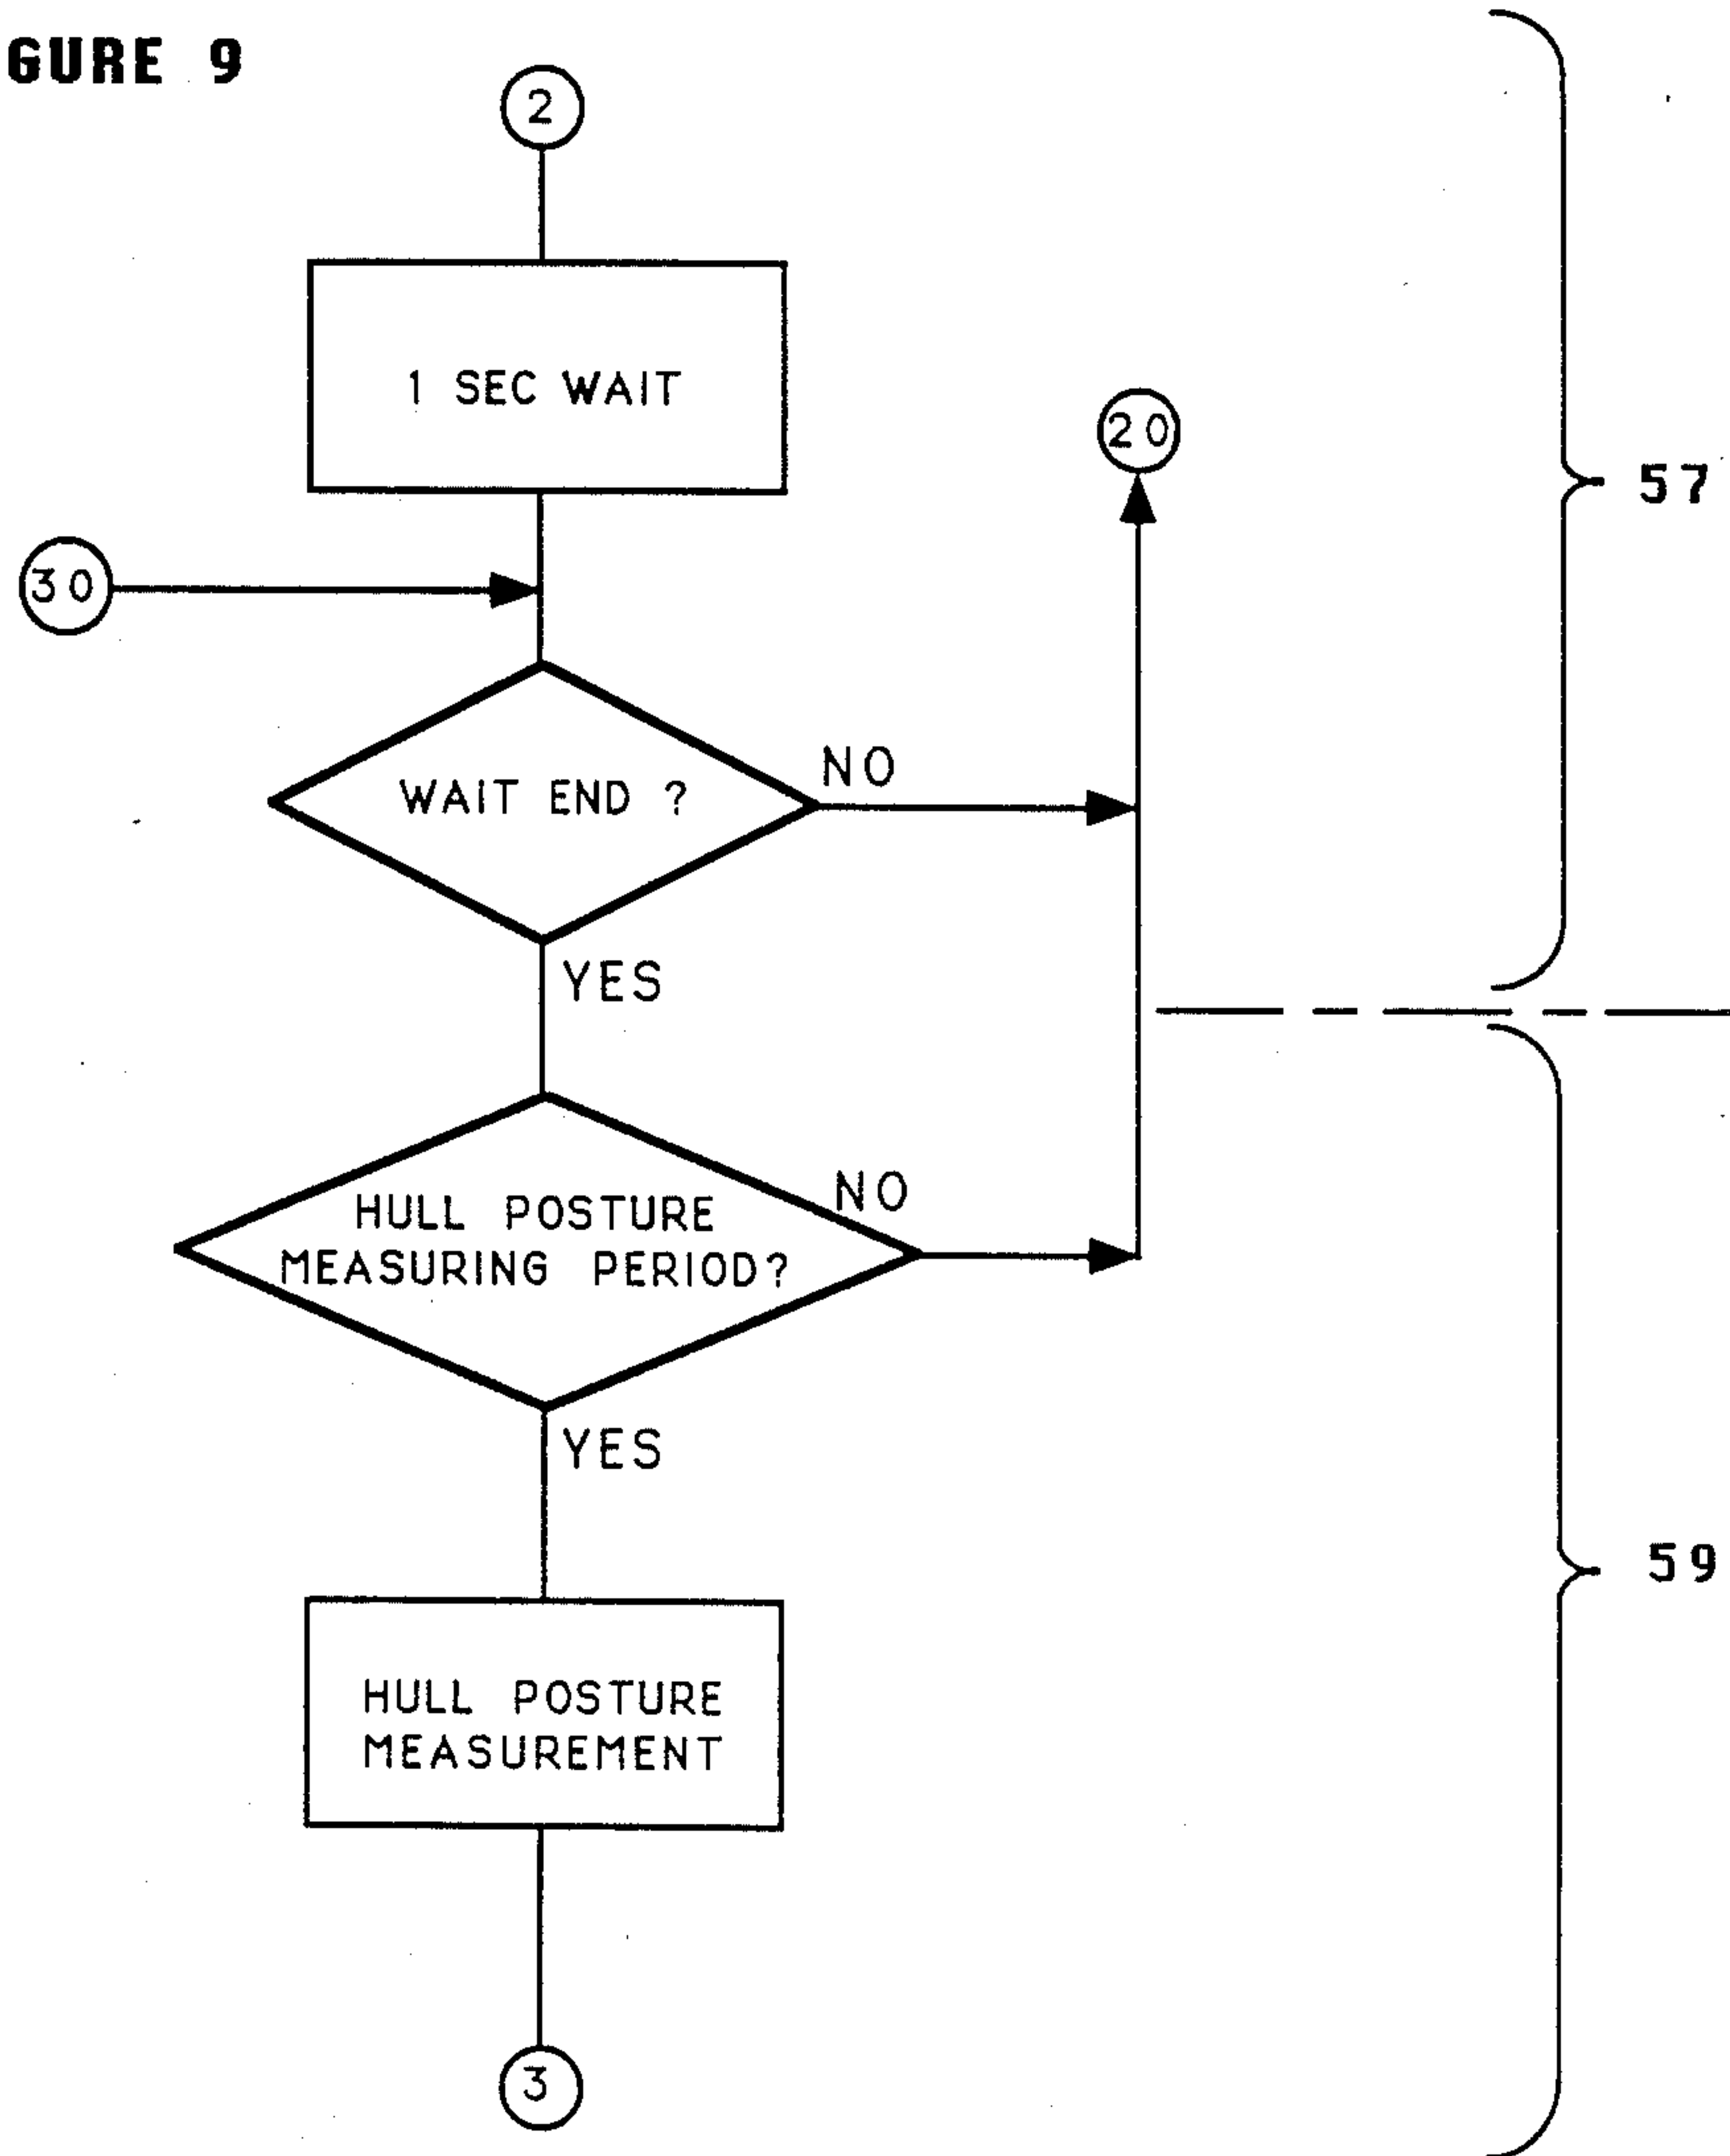 GURE 9
2
1 SEC WAIT
20
57
30
WAIT END ?
NO
YES
HULL POSTURE
MEASURING PERIOD?
NO
YES
59
HULL POSTURE
MEASUREMENT
3